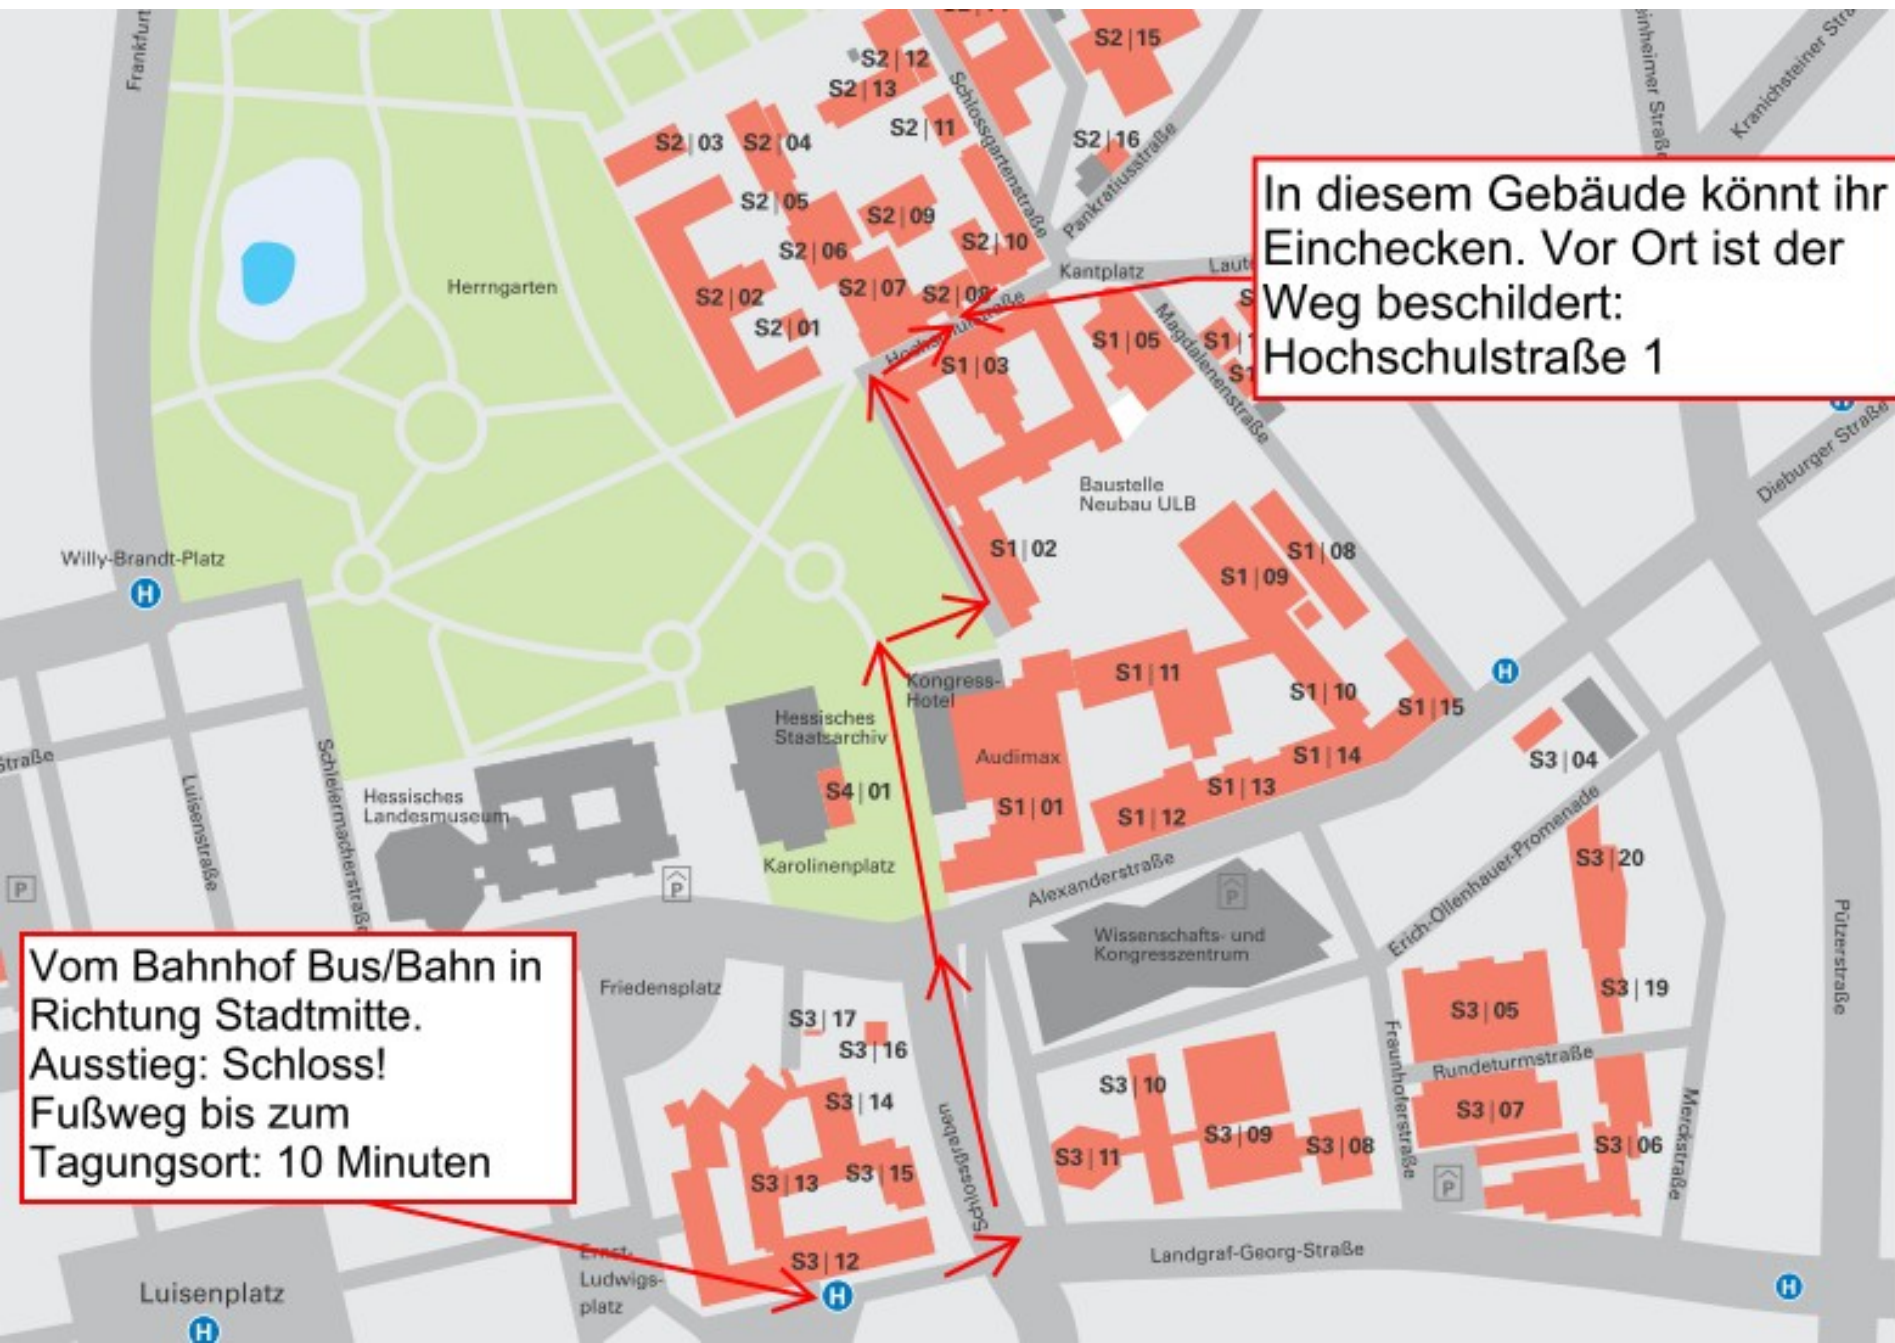 Frankfurt
S2|12
S2|13
S2|11
S2|15
S2|16
S2|03
S2|04
S2|05
S2|09
S2|06
S2|10
S2|02
S2|07
S2|08
S2|01
Schlossgartenstraße
Pankratiusstraße
Kranichsteiner
Kantplatz
Herrngarten
In diesem Gebäude könnt ihr
Einchecken. Vor Ort ist der
Weg beschildert:
Hochschulstraße 1
S1|03
S1|05
Magdalenenstraße
Dieburger Straße
Baustelle
Neubau ULB
S1|02
S1|08
S1|09
Willy-Brandt-Platz
H
H
S1|11
S1|10
S1|15
Kongress-
Hotel
Hessisches
Staatsarchiv
Audimax
S1|14
S1|13
S1|12
S1|01
S4|01
S3|04
Straße
Luisenstraße
Schleiermacherstraße
Hessisches
Landesmuseum
P
P
P
Karolinenplatz
Alexanderstraße
Erich-Ollenhauer-Promenade
S3|20
Wissenschafts- und
Kongresszentrum
Pützerstraße
Vom Bahnhof Bus/Bahn in
Richtung Stadtmitte.
Ausstieg: Schloss!
Fußweg bis zum
Tagungsort: 10 Minuten
Friedensplatz
S3|17
S3|16
S3|19
S3|05
Rundeturmstraße
Fraunhoferstraße
Merckstraße
S3|10
S3|14
S3|07
S3|09
S3|08
S3|06
S3|11
S3|13
S3|15
P
Schlossgraben
S3|12
Ernst-
Ludwigs-
platz
Landgraf-Georg-Straße
Luisenplatz
H
H
H